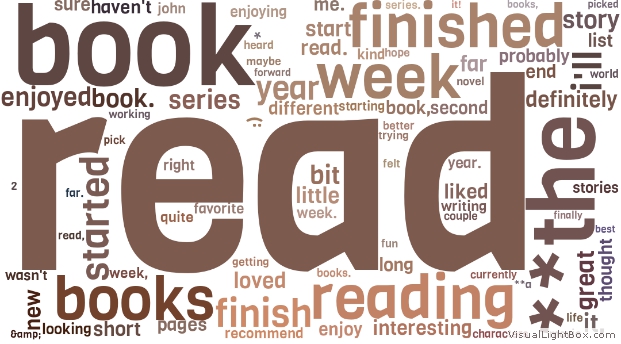 sure haven't john enjoying me. series. it! books, picked
book * heard start finished story
maybe read. kind hope list
forward probably
enjoyed book. year week far end i'll world
series novel
different starting book, second definitely
working :)
read better trying
pick the
right bit felt year.
2 far. started little liked stories
favorite writing
quite week. couple finally
read, fun best
getting long thought
wasn't week, loved books. currently **a great
new books finish reading ** life it
&amp; looking short pages recommend enjoy interesting charac
VisualLightBox.com